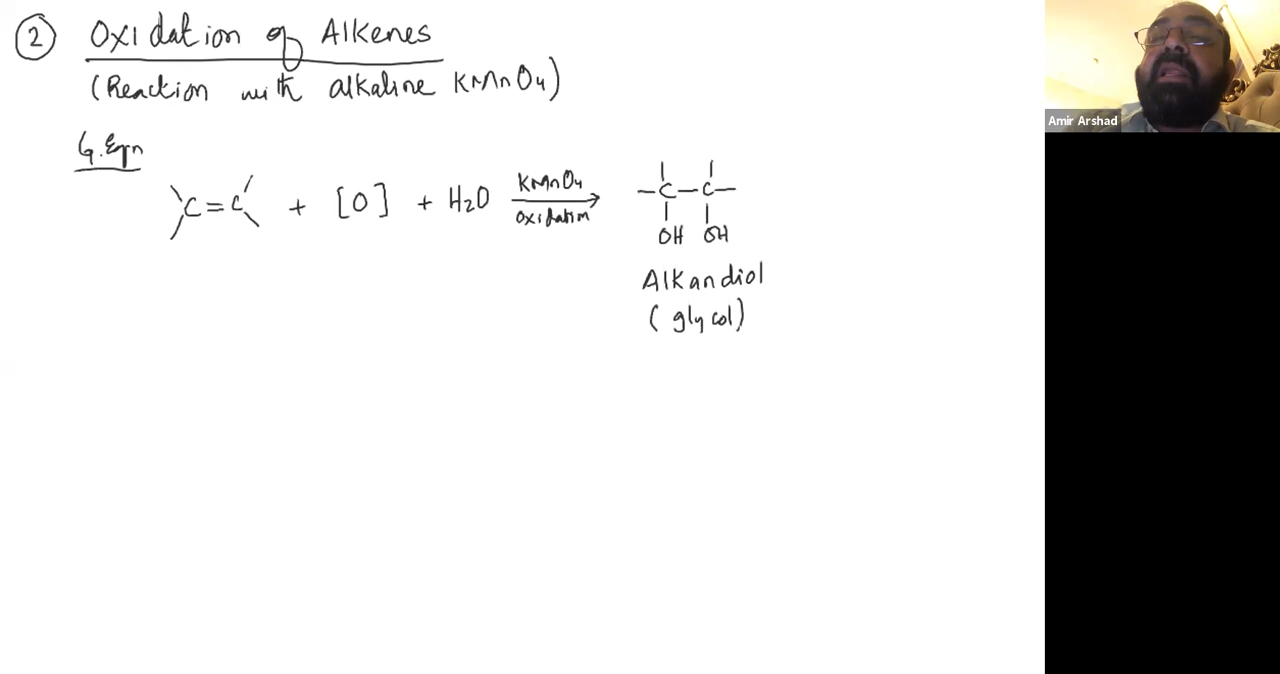 2 Oxidation of Alkenes
(Reaction with alkaline KMnO4)
G.Eqn
C=C + [O] + H2O KMnO4 Oxidation —C—C—
OH OH
Alkandiol
(glycol)
Amir Arshad